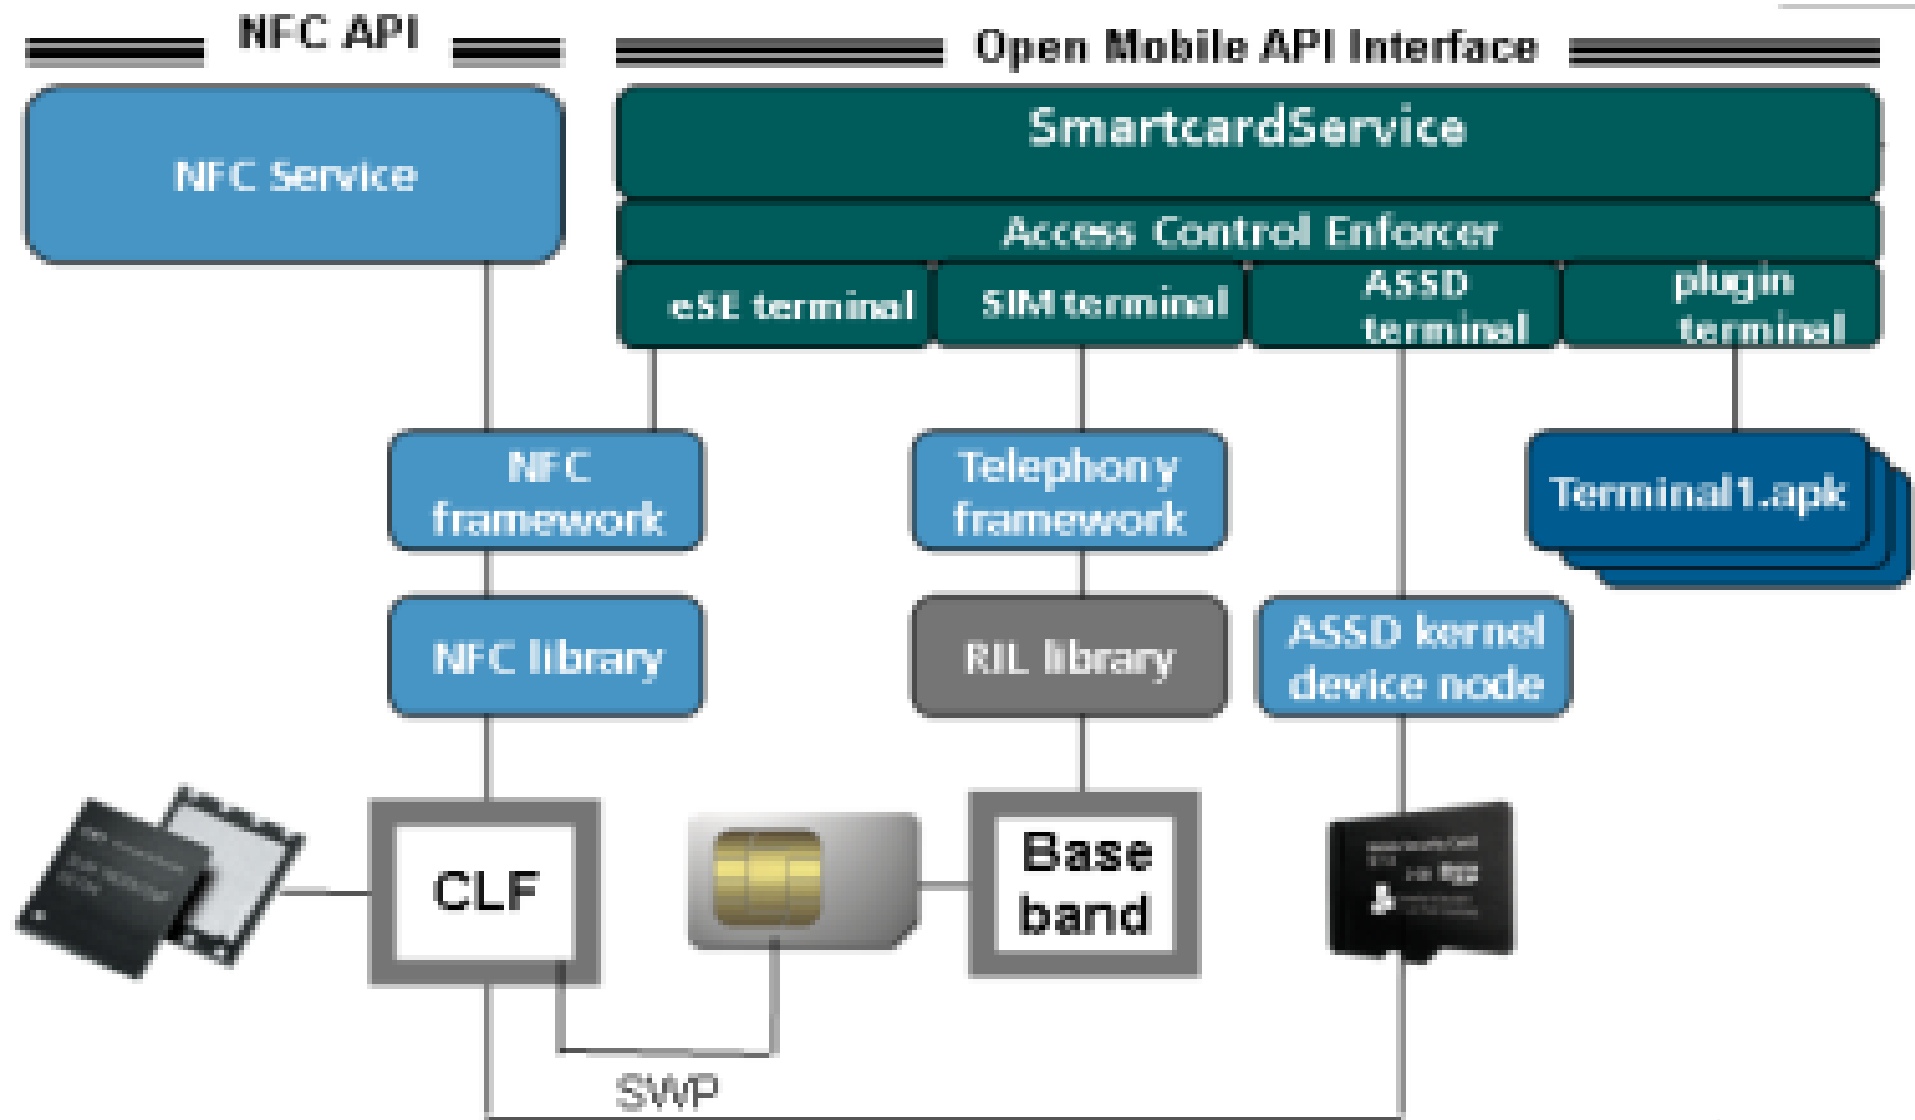 NFC API
Open Mobile API Interface
NFC Service
SmartcardService
Access Control Enforcer
eSE terminal
SIM terminal
ASSD
terminal
plugin
terminal
NFC
framework
Telephony
framework
Terminal1.apk
NFC library
RIL library
ASSD kernel
device node
CLF
Base
band
SWP